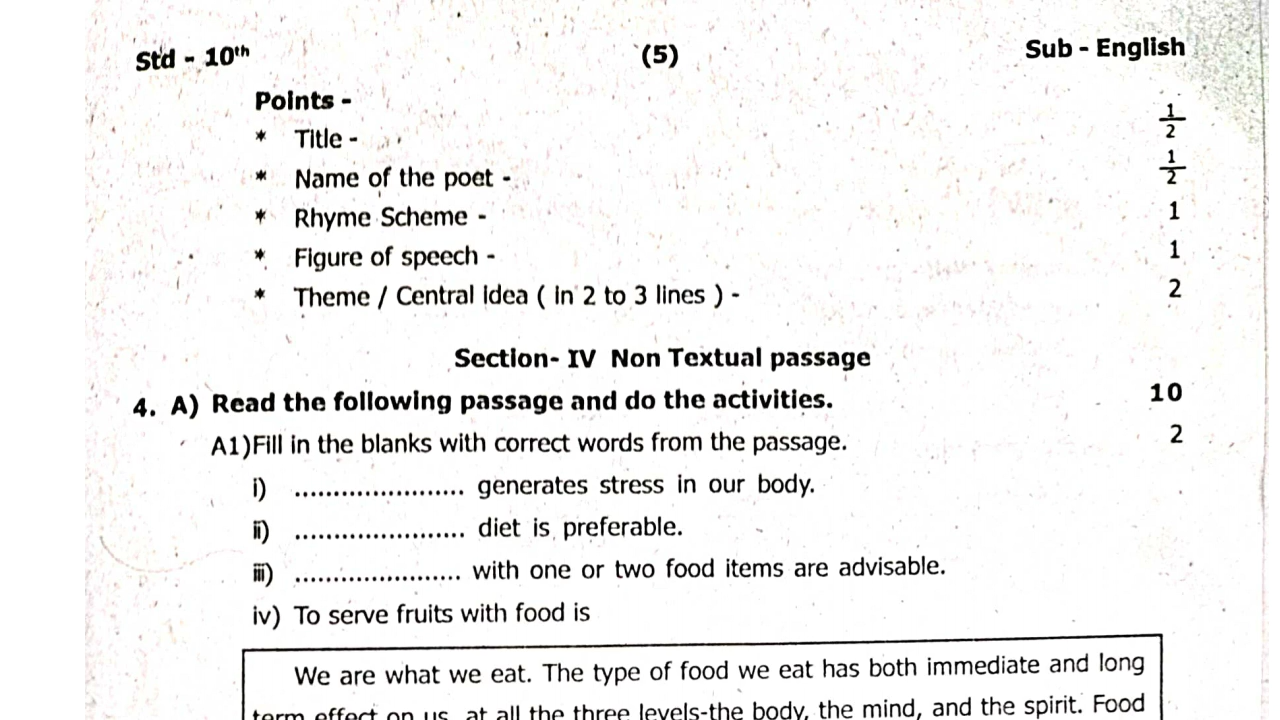 Std - 10th (5) Sub - English
Points -
* Title - 1/2
* Name of the poet - 1/2
* Rhyme Scheme - 1
* Figure of speech - 1
* Theme / Central idea ( in 2 to 3 lines ) - 2
Section- IV Non Textual passage
4. A) Read the following passage and do the activities. 10
A1)Fill in the blanks with correct words from the passage. 2
i) ...................... generates stress in our body.
ii) ...................... diet is preferable.
iii) ...................... with one or two food items are advisable.
iv) To serve fruits with food is
We are what we eat. The type of food we eat has both immediate and long
term effect on us, at all the three levels-the body, the mind, and the spirit. Food